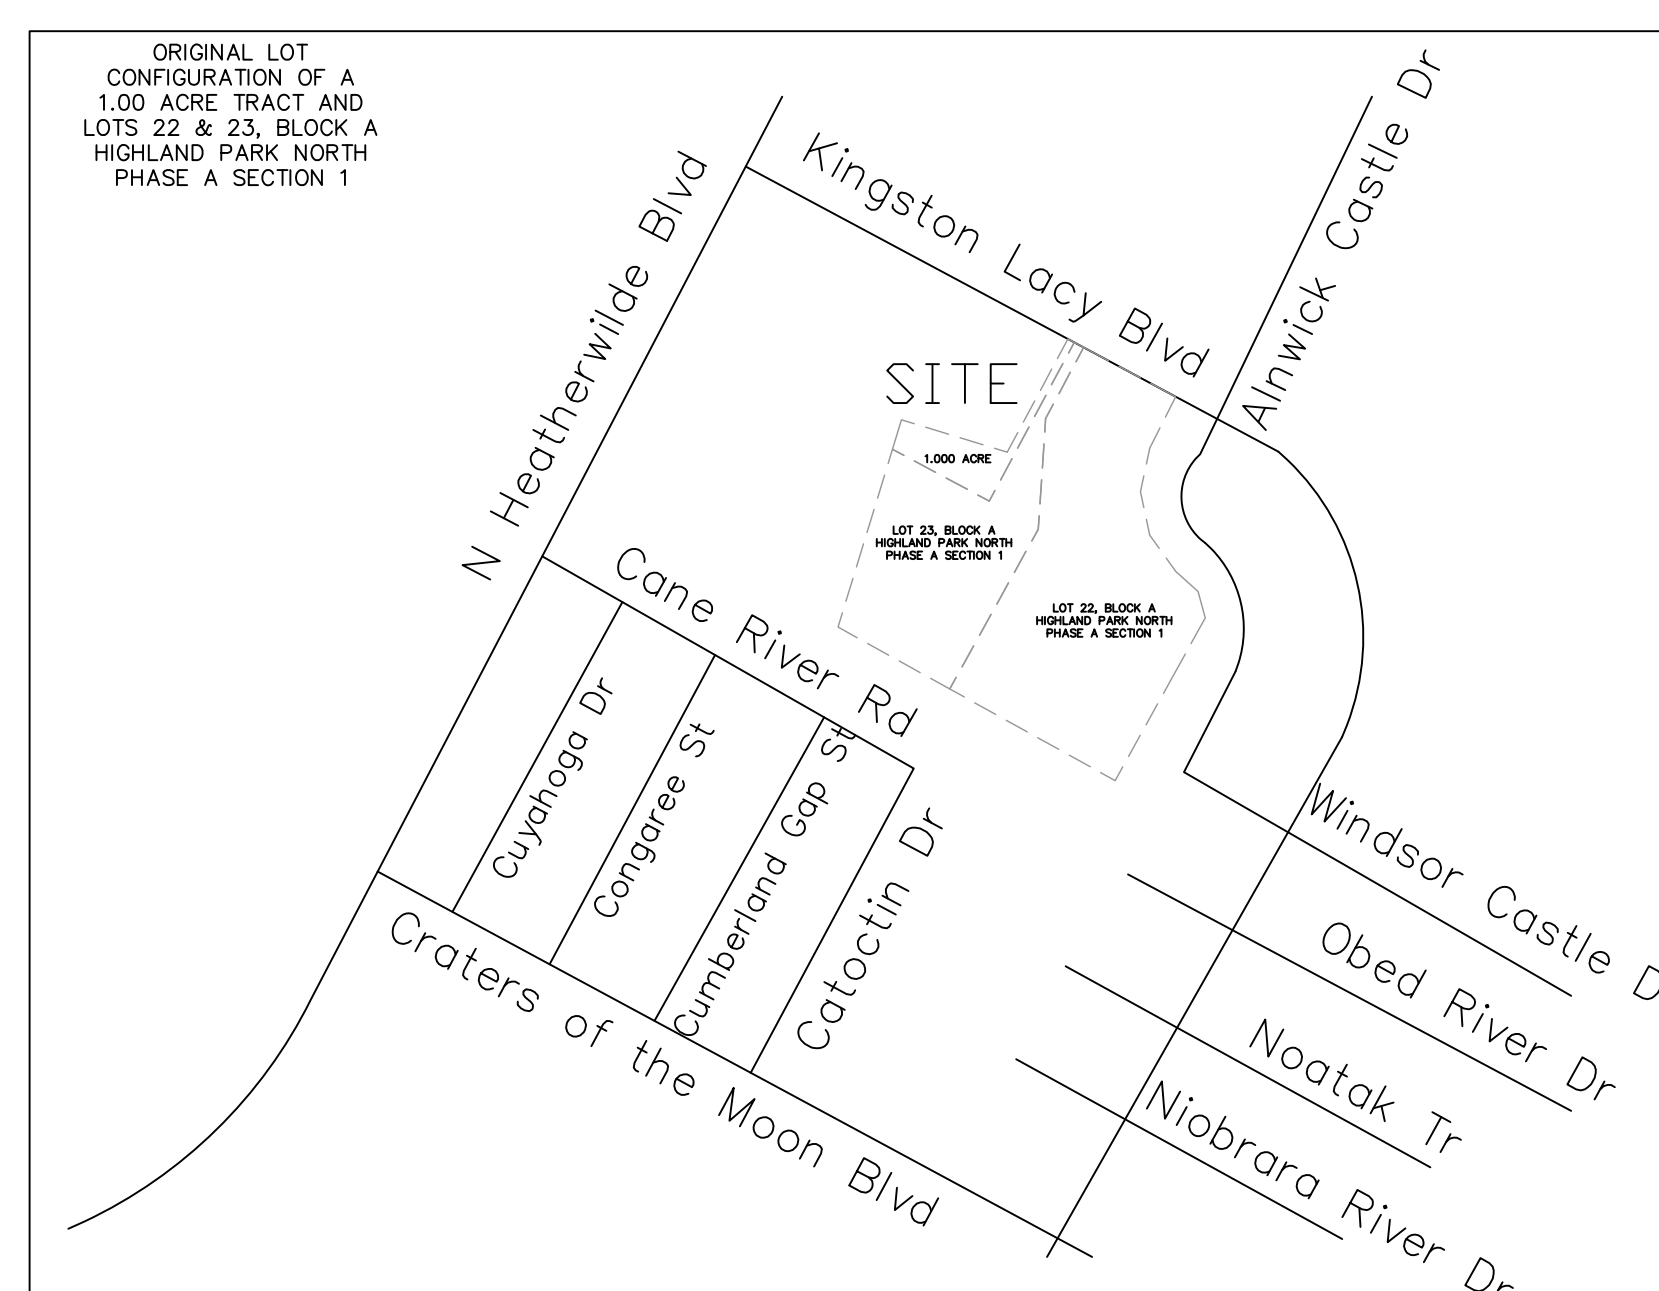 ORIGINAL LOT
CONFIGURATION OF A
1.00 ACRE TRACT AND
LOTS 22 & 23, BLOCK A
HIGHLAND PARK NORTH
PHASE A SECTION 1
N Heatherwilde Blvd
Kingston Lacy Blvd
Alnwick Castle Dr
SITE
1.000 ACRE
LOT 23, BLOCK A
HIGHLAND PARK NORTH
PHASE A SECTION 1
LOT 22, BLOCK A
HIGHLAND PARK NORTH
PHASE A SECTION 1
Cane River Rd
Cuyahoga Dr
Congaree St
Cumberland Gap St
Catoctin Dr
Craters of the Moon Blvd
Windsor Castle D
Obed River Dr
Noatak Tr
Niobrara River Dr